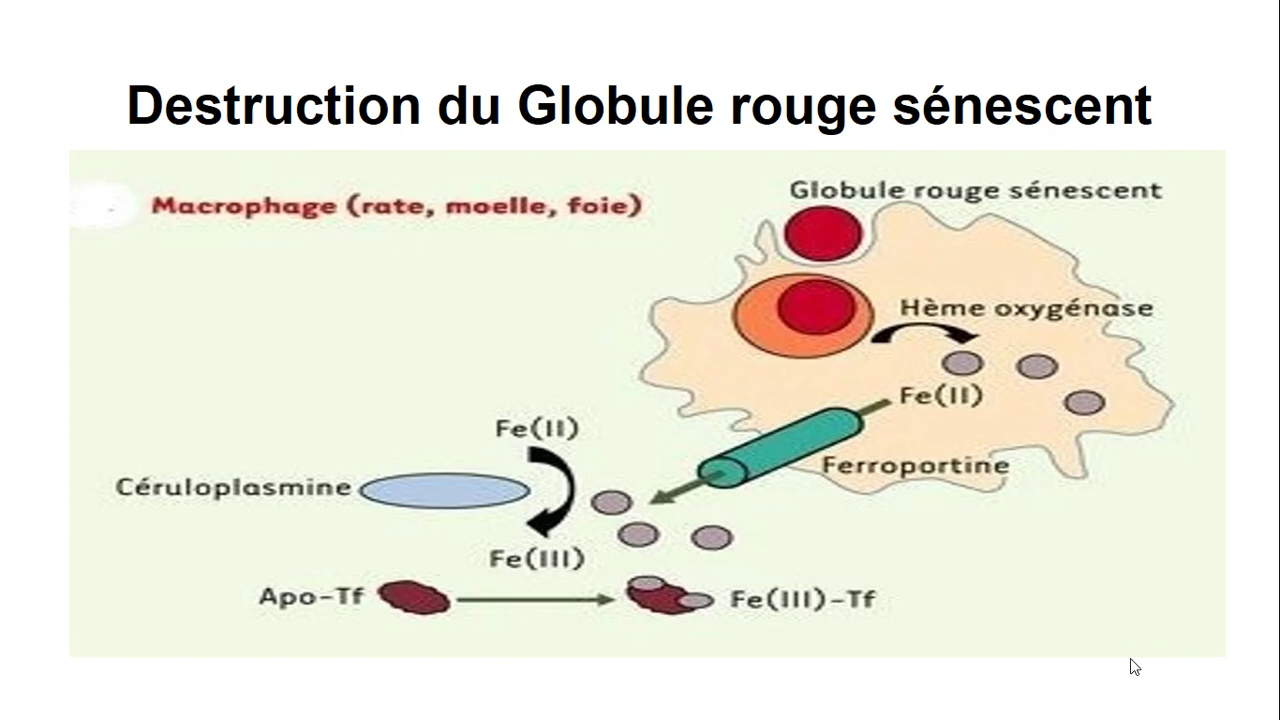 Destruction du Globule rouge sénescent
Macrophage (rate, moelle, foie)
Globule rouge sénescent
Hème oxygénase
Fe(II)
Ferroportine
Fe(II)
Céruloplasmine
Fe(III)
Apo-Tf
Fe(III)-Tf